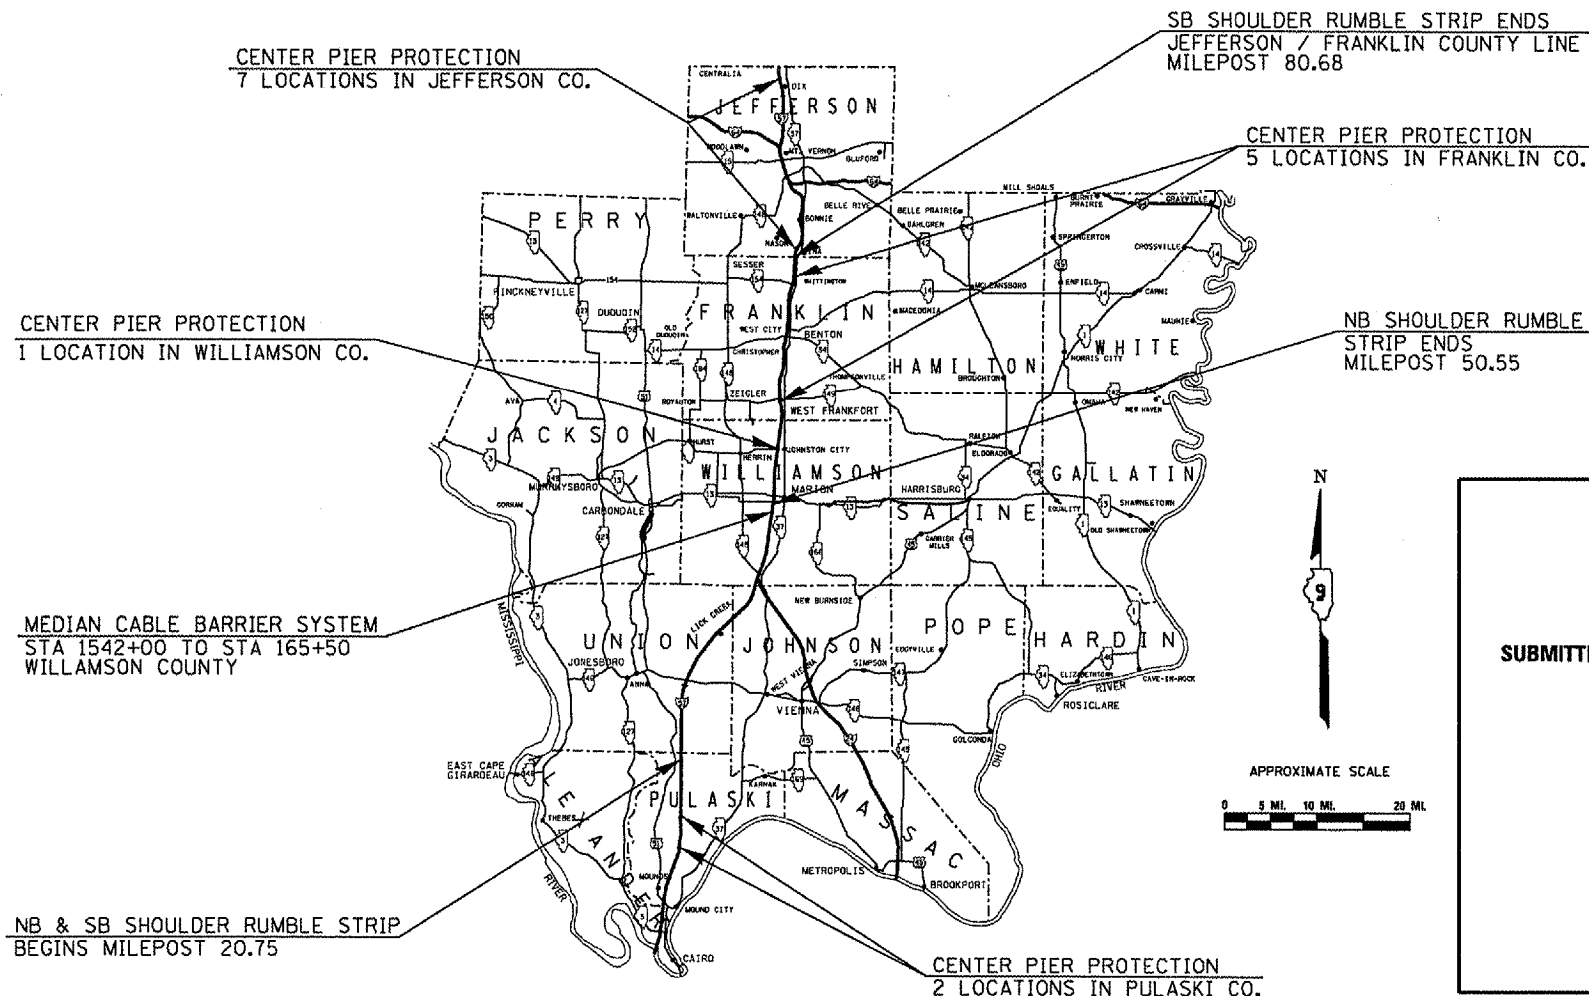 SB SHOULDER RUMBLE STRIP ENDS
JEFFERSON / FRANKLIN COUNTY LINE
MILEPOST 80.68
CENTER PIER PROTECTION
7 LOCATIONS IN JEFFERSON CO.
CENTER PIER PROTECTION
5 LOCATIONS IN FRANKLIN CO.
CENTER PIER PROTECTION
1 LOCATION IN WILLIAMSON CO.
NB SHOULDER RUMBLE
STRIP ENDS
MILEPOST 50.55
MEDIAN CABLE BARRIER SYSTEM
STA 1542+00 TO STA 165+50
WILLAMSON COUNTY
NB & SB SHOULDER RUMBLE STRIP
BEGINS MILEPOST 20.75
CENTER PIER PROTECTION
2 LOCATIONS IN PULASKI CO.
CENTRALIA
DIX
JEFFERSON
WOODLAWN
MT. VERNON
BLUFORD
MILL SHOALS
BURNT
PRAIRIE
GRAYVILLE
PERRY
WALTONVILLE
BONNIE
BELLE RIVE
BELLE PRAIRIE
DAHLGREN
SPRINGERTON
CROSSVILLE
NASON
INA
SESSER
WHITTINGTON
154
PINCKNEYVILLE
FRANKLIN
MCLEANSBORO
ENFIELD
CARMI
MACEDONIA
MAUNIE
DUQUOIN
OLD
DUQUOIN
WEST CITY
BENTON
CHRISTOPHER
HAMILTON
NORRIS CITY
WHITE
THOMPSONVILLE
BROUGHTON
AVA
ROYALTON
ZEIGLER
WEST FRANKFORT
OMAHA
NEW HAVEN
JACKSON
HURST
HERRIN
JOHNSTON CITY
RALEIGH
ELDORADO
WILLIAMSON
GALLATIN
MURPHYSBORO
MARION
HARRISBURG
GORHAM
CARBONDALE
SALINE
EQUALITY
SHAWNEETOWN
OLD SHAWNEETOWN
CARRIER
MILLS
N
9
MISSISSIPPI
LICK CREEK
NEW BURNSIDE
UNION
JOHNSON
POPE
HARDIN
JONESBORO
ANNA
WEST VIENNA
SIMPSON
EDDYVILLE
ELIZABETHTOWN
RIVER
CAVE-IN-ROCK
ROSICLARE
VIENNA
GOLCONDA
OHIO
EAST CAPE
GIRARDEAU
ALEXANDER
PULASKI
KARNAK
MASSAC
THEBES
RIVER
MOUNDS
METROPOLIS
BROOKPORT
MOUND CITY
CAIRO
APPROXIMATE SCALE
0 5 MI. 10 MI. 20 MI.